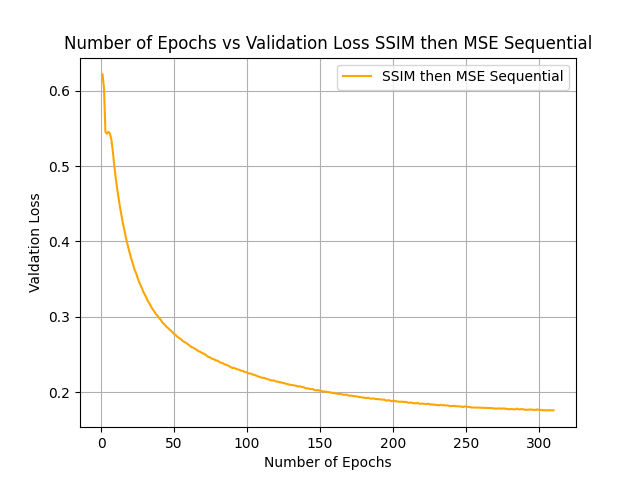 Number of Epochs vs Validation Loss SSIM then MSE Sequential
SSIM then MSE Sequential
0.6
0.5
0.4
0.3
0.2
Valdation Loss
0 50 100 150 200 250 300
Number of Epochs